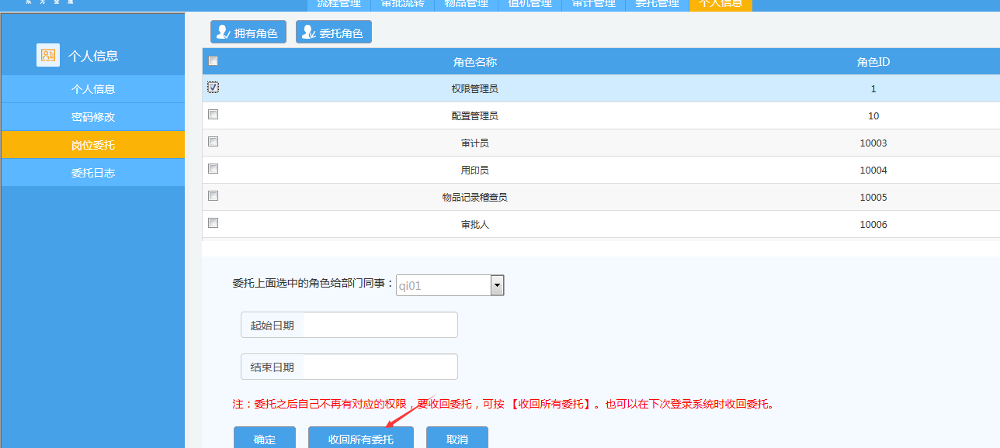 流程管理 审批流转 物品管理 值机管理 审计管理 委托管理 个人信息
拥有角色 委托角色
个人信息
个人信息
密码修改
岗位委托
委托日志
角色名称 角色ID
权限管理员 1
配置管理员 10
审计员 10003
用印员 10004
物品记录稽查员 10005
审批人 10006
委托上面选中的角色给部门同事： qi01
起始日期
结束日期
注：委托之后自己不再有对应的权限，要收回委托，可按 【收回所有委托】。也可以在下次登录系统时收回委托。
确定 收回所有委托 取消